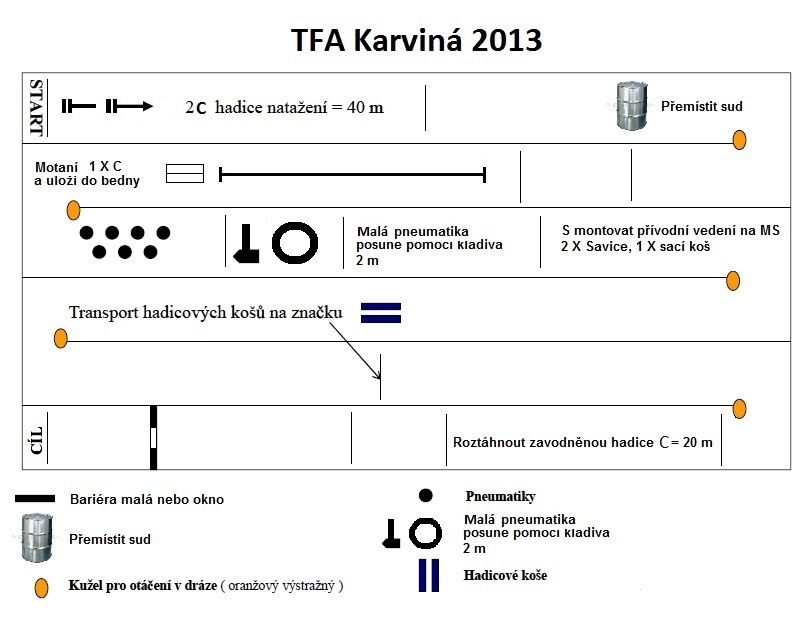 TFA Karviná 2013
START
2C hadice natažení = 40 m
Přemístit sud
Motaní 1 X C
a uloži do bedny
Malá pneumatika
posune pomocí kladiva
2 m
S montovat přívodní vedení na MS
2 X Savice, 1 X sací koš
Transport hadicových košů na značku
CÍL
Roztáhnout zavodněnou hadice C = 20 m
Bariéra malá nebo okno
Přemístit sud
Kužel pro otáčení v dráze ( oranžový výstražný )
Pneumatiky
Malá pneumatika
posune pomocí kladiva
2 m
Hadicové koše